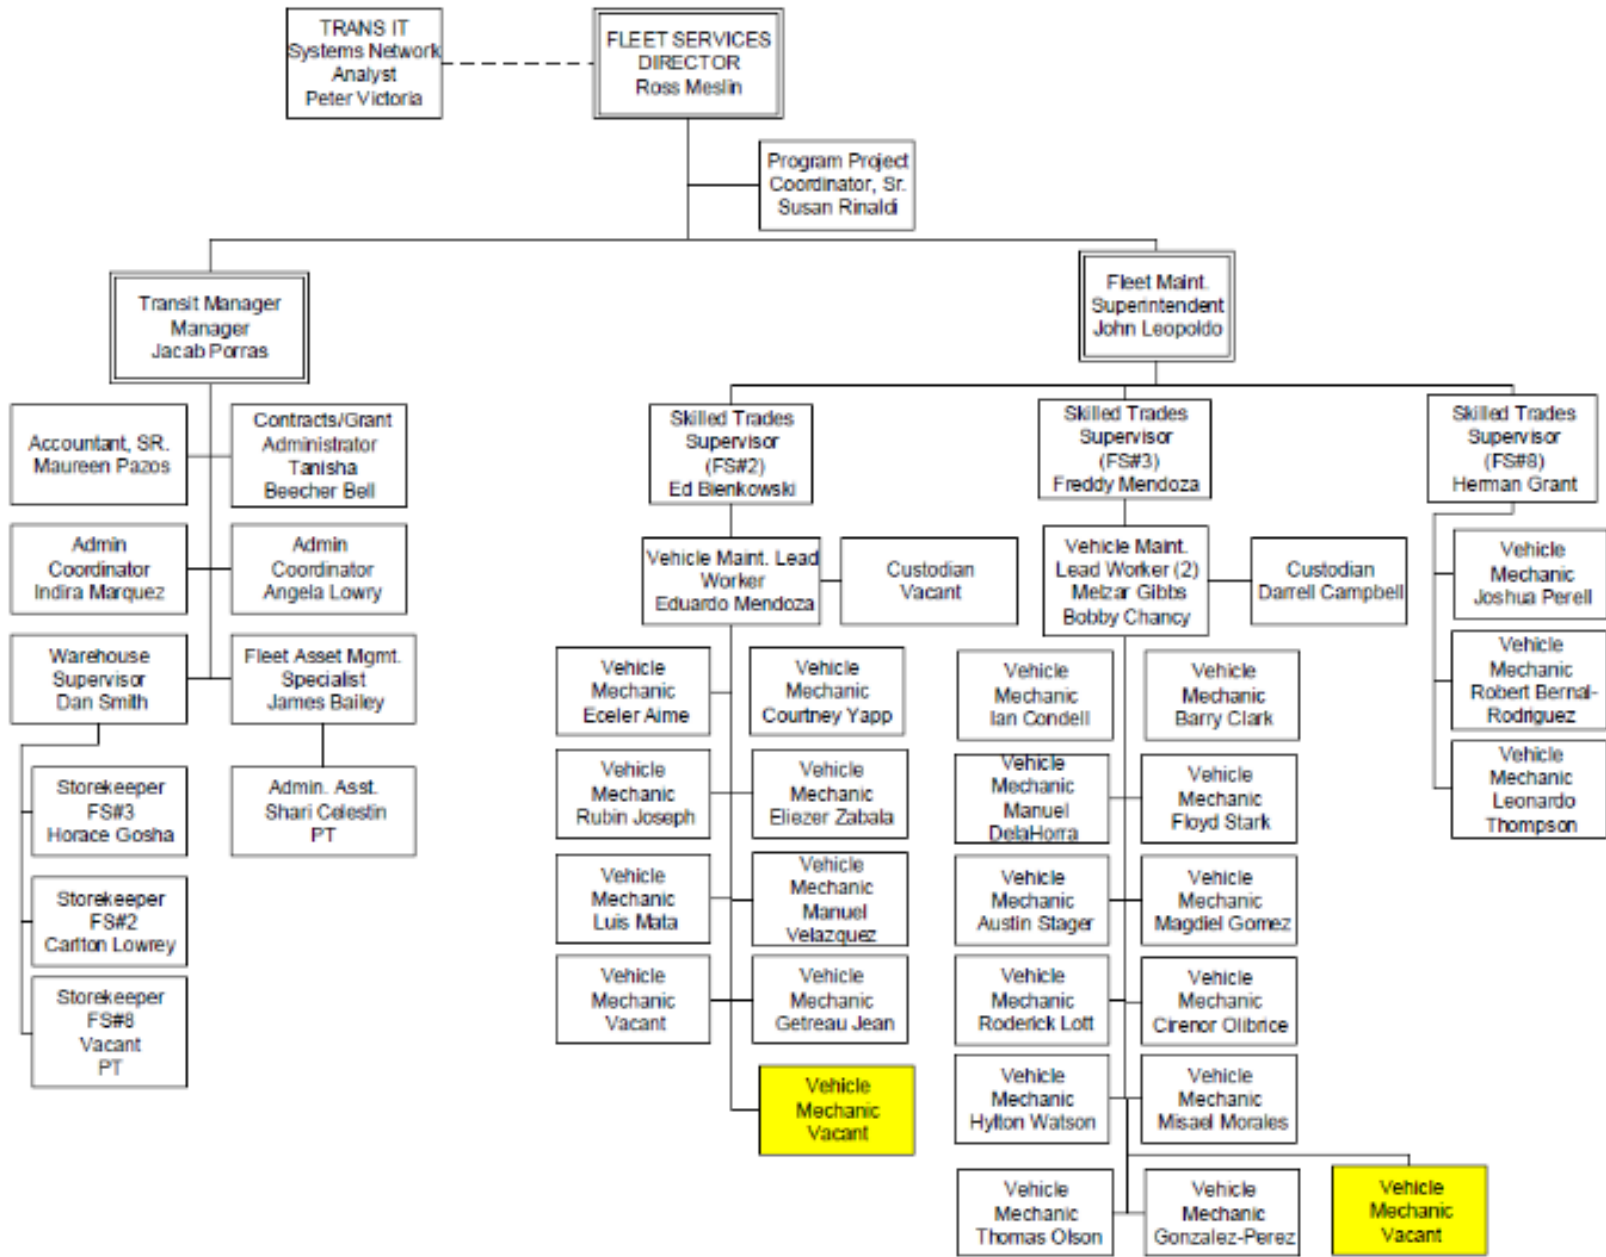 TRANS IT
Systems Network
Analyst
Peter Victoria
FLEET SERVICES
DIRECTOR
Ross Meslin
Program Project
Coordinator, Sr.
Susan Rinaldi
Transit Manager
Manager
Jacab Porras
Fleet Maint.
Superintendent
John Leopoldo
Accountant, SR.
Maureen Pazos
Contracts/Grant
Administrator
Tanisha
Beecher Bell
Admin
Coordinator
Indira Marquez
Admin
Coordinator
Angela Lowry
Warehouse
Supervisor
Dan Smith
Fleet Asset Mgmt.
Specialist
James Bailey
Storekeeper
FS#3
Horace Gosha
Admin. Asst.
Shari Celestin
PT
Storekeeper
FS#2
Carlton Lowrey
Storekeeper
FS#8
Vacant
PT
Skilled Trades
Supervisor
(FS#2)
Ed Bienkowski
Vehicle Maint. Lead
Worker
Eduardo Mendoza
Custodian
Vacant
Vehicle
Mechanic
Eceler Aime
Vehicle
Mechanic
Courtney Yapp
Vehicle
Mechanic
Rubin Joseph
Vehicle
Mechanic
Eliezer Zabala
Vehicle
Mechanic
Luis Mata
Vehicle
Mechanic
Manuel
Velazquez
Vehicle
Mechanic
Vacant
Vehicle
Mechanic
Getreau Jean
Vehicle
Mechanic
Vacant
Skilled Trades
Supervisor
(FS#3)
Freddy Mendoza
Vehicle Maint.
Lead Worker (2)
Melzar Gibbs
Bobby Chancy
Custodian
Darrell Campbell
Vehicle
Mechanic
Ian Condell
Vehicle
Mechanic
Barry Clark
Vehicle
Mechanic
Manuel
DelaHorra
Vehicle
Mechanic
Floyd Stark
Vehicle
Mechanic
Austin Stager
Vehicle
Mechanic
Magdiel Gomez
Vehicle
Mechanic
Roderick Lott
Vehicle
Mechanic
Cirenor Olibrice
Vehicle
Mechanic
Hylton Watson
Vehicle
Mechanic
Misael Morales
Vehicle
Mechanic
Thomas Olson
Vehicle
Mechanic
Gonzalez-Perez
Vehicle
Mechanic
Vacant
Skilled Trades
Supervisor
(FS#8)
Herman Grant
Vehicle
Mechanic
Joshua Perell
Vehicle
Mechanic
Robert Bernal-
Rodriguez
Vehicle
Mechanic
Leonardo
Thompson